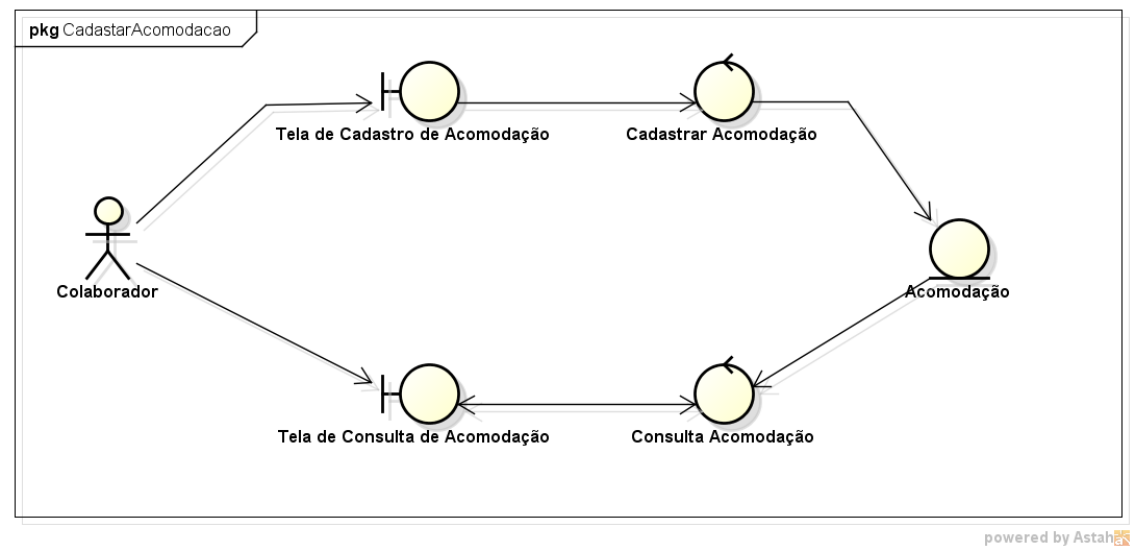 pkg CadastarAcomodacao
Tela de Cadastro de Acomodação
Cadastrar Acomodação
Colaborador
Acomodação
Tela de Consulta de Acomodação
Consulta Acomodação
powered by Astah